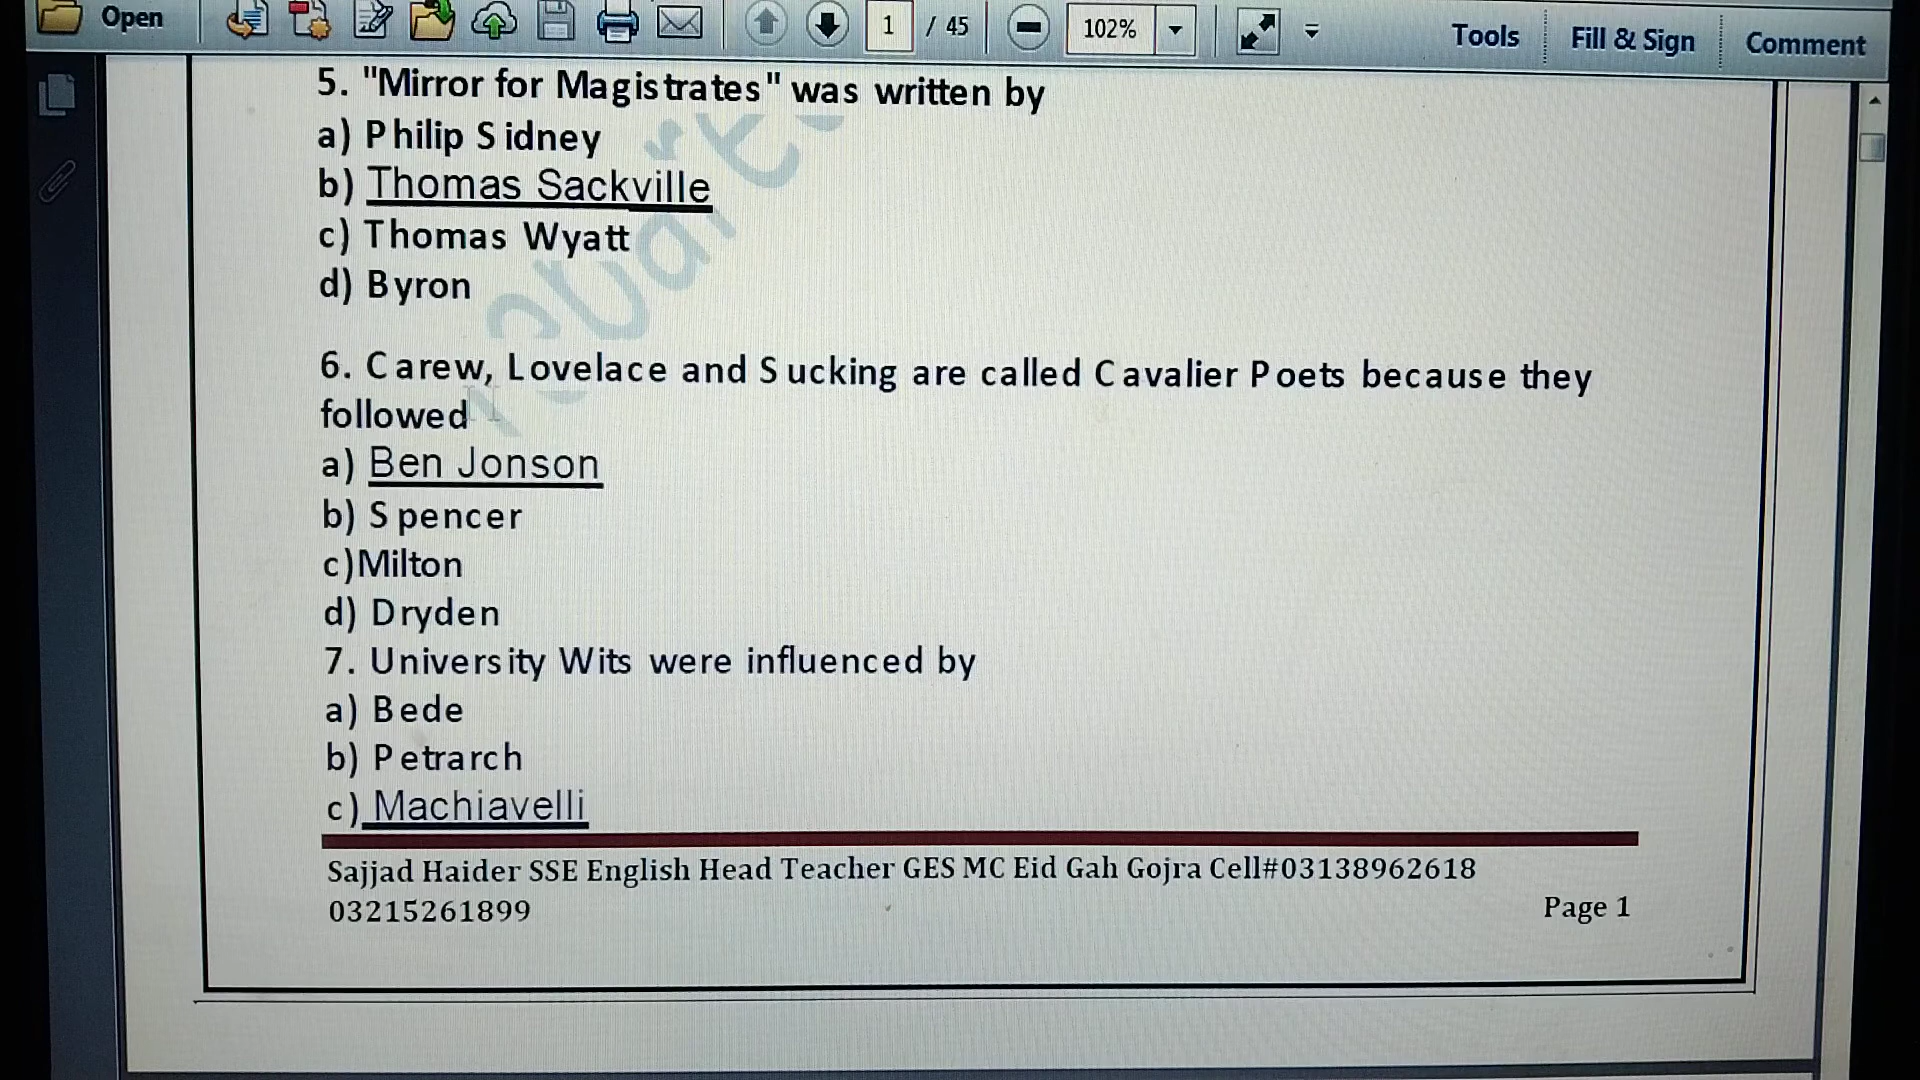 Open
1 / 45
102%
Tools
Fill & Sign
Comment
5. "Mirror for Magistrates" was written by
a) Philip Sidney
b) Thomas Sackville
c) Thomas Wyatt
d) Byron
6. Carew, Lovelace and Sucking are called Cavalier Poets because they
followed
a) Ben Jonson
b) Spencer
c)Milton
d) Dryden
7. University Wits were influenced by
a) Bede
b) Petrarch
c) Machiavelli
Sajjad Haider SSE English Head Teacher GES MC Eid Gah Gojra Cell#03138962618
03215261899
Page 1